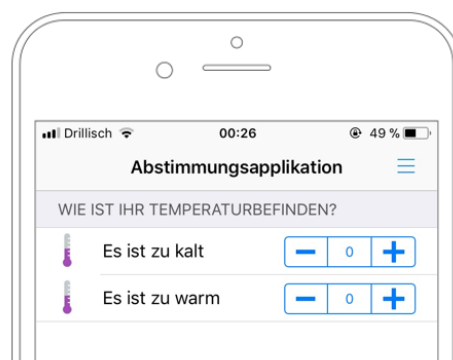 Drillisch 00:26 49 %
Abstimmungsapplikation
WIE IST IHR TEMPERATURBEFINDEN?
Es ist zu kalt − 0 +
Es ist zu warm − 0 +